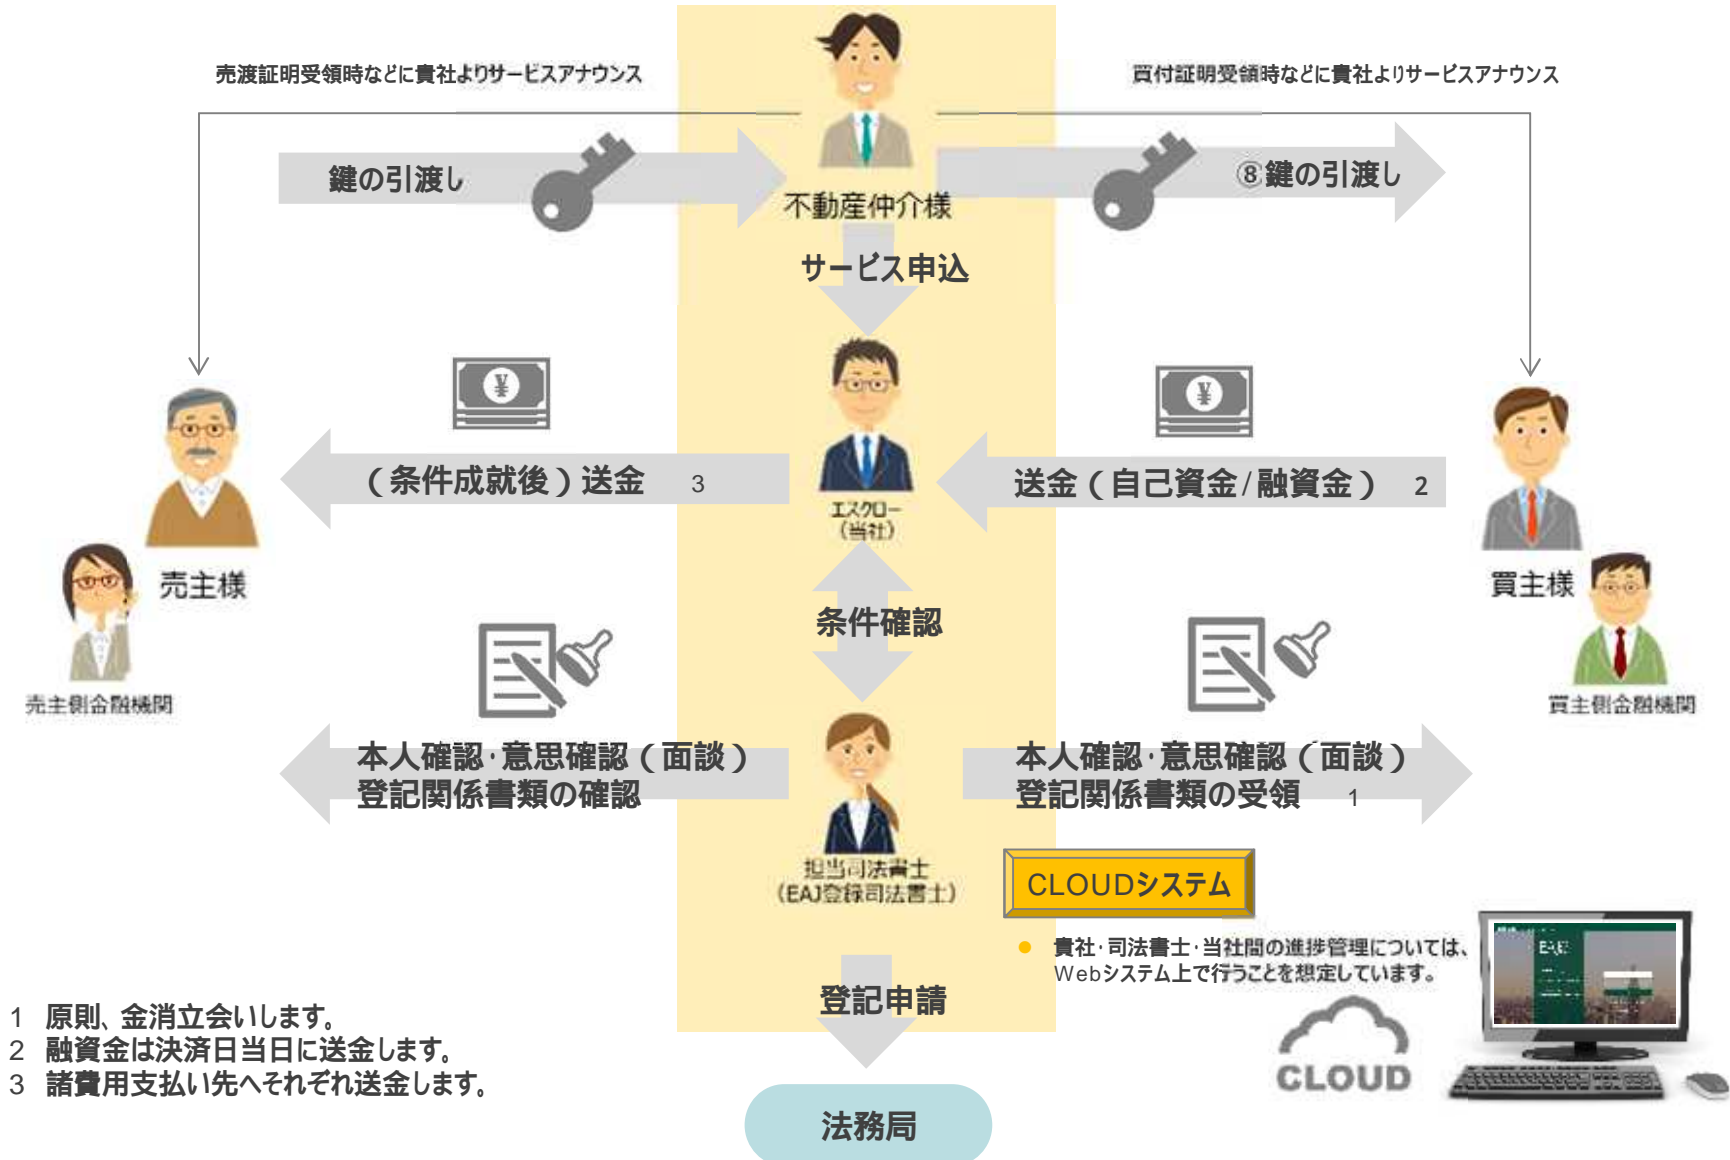 売渡証明受領時などに貴社よりサービスアナウンス
買付証明受領時などに貴社よりサービスアナウンス
鍵の引渡し
⑧鍵の引渡し
不動産仲介様
サービス申込
(条件成就後)送金 3
送金(自己資金/融資金) 2
エスクロー
(当社)
売主様
買主様
条件確認
売主側金融機関
買主側金融機関
本人確認・意思確認(面談)
登記関係書類の確認
本人確認・意思確認(面談)
登記関係書類の受領 1
担当司法書士
(EAJ登録司法書士)
CLOUDシステム
● 貴社・司法書士・当社間の進捗管理については、
Webシステム上で行うことを想定しています。
登記申請
CLOUD
1 原則、金消立会いします。
2 融資金は決済日当日に送金します。
3 諸費用支払い先へそれぞれ送金します。
法務局